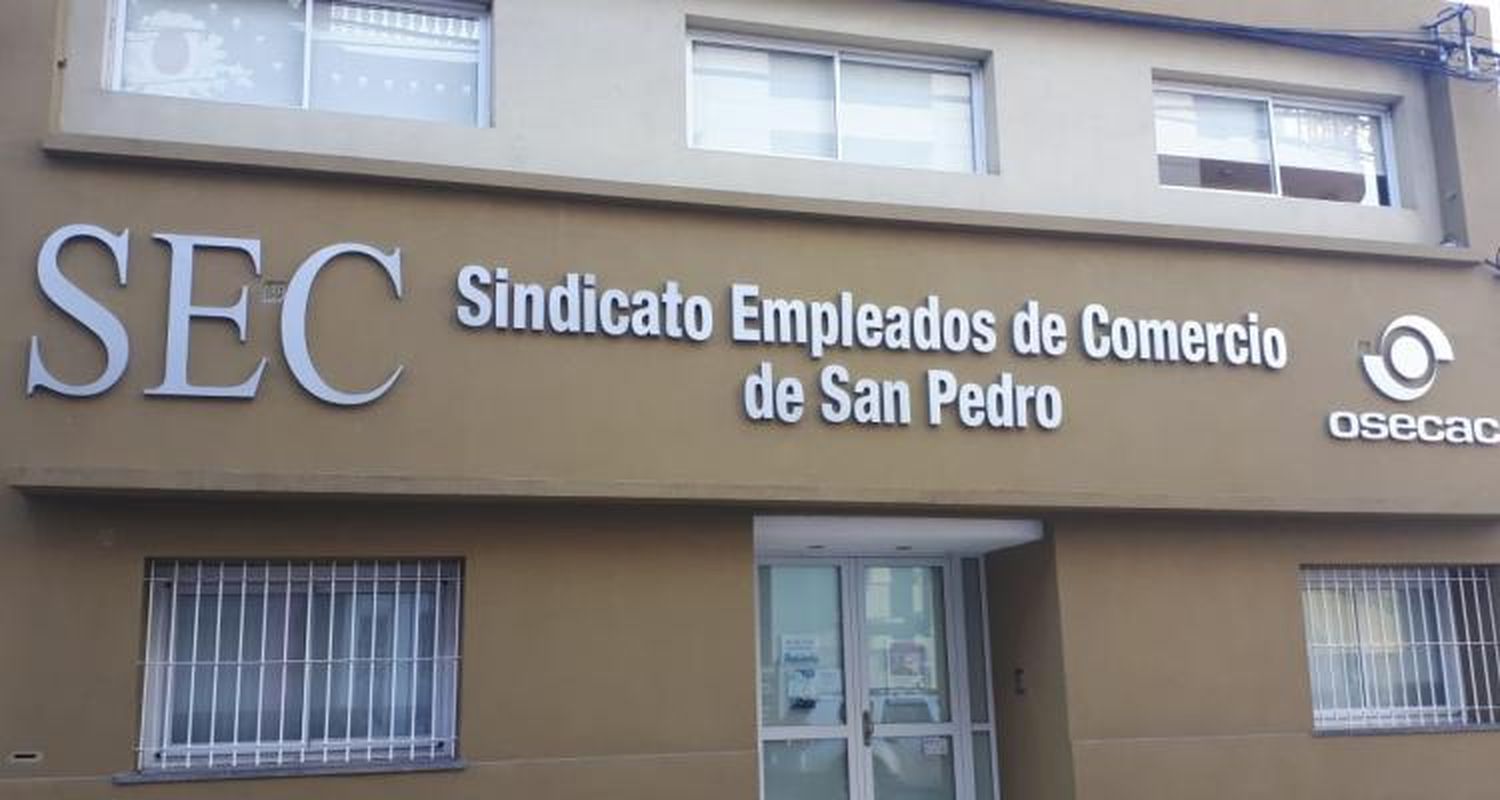 SEC
Sindicato Empleados de Comercio
de San Pedro
osecac